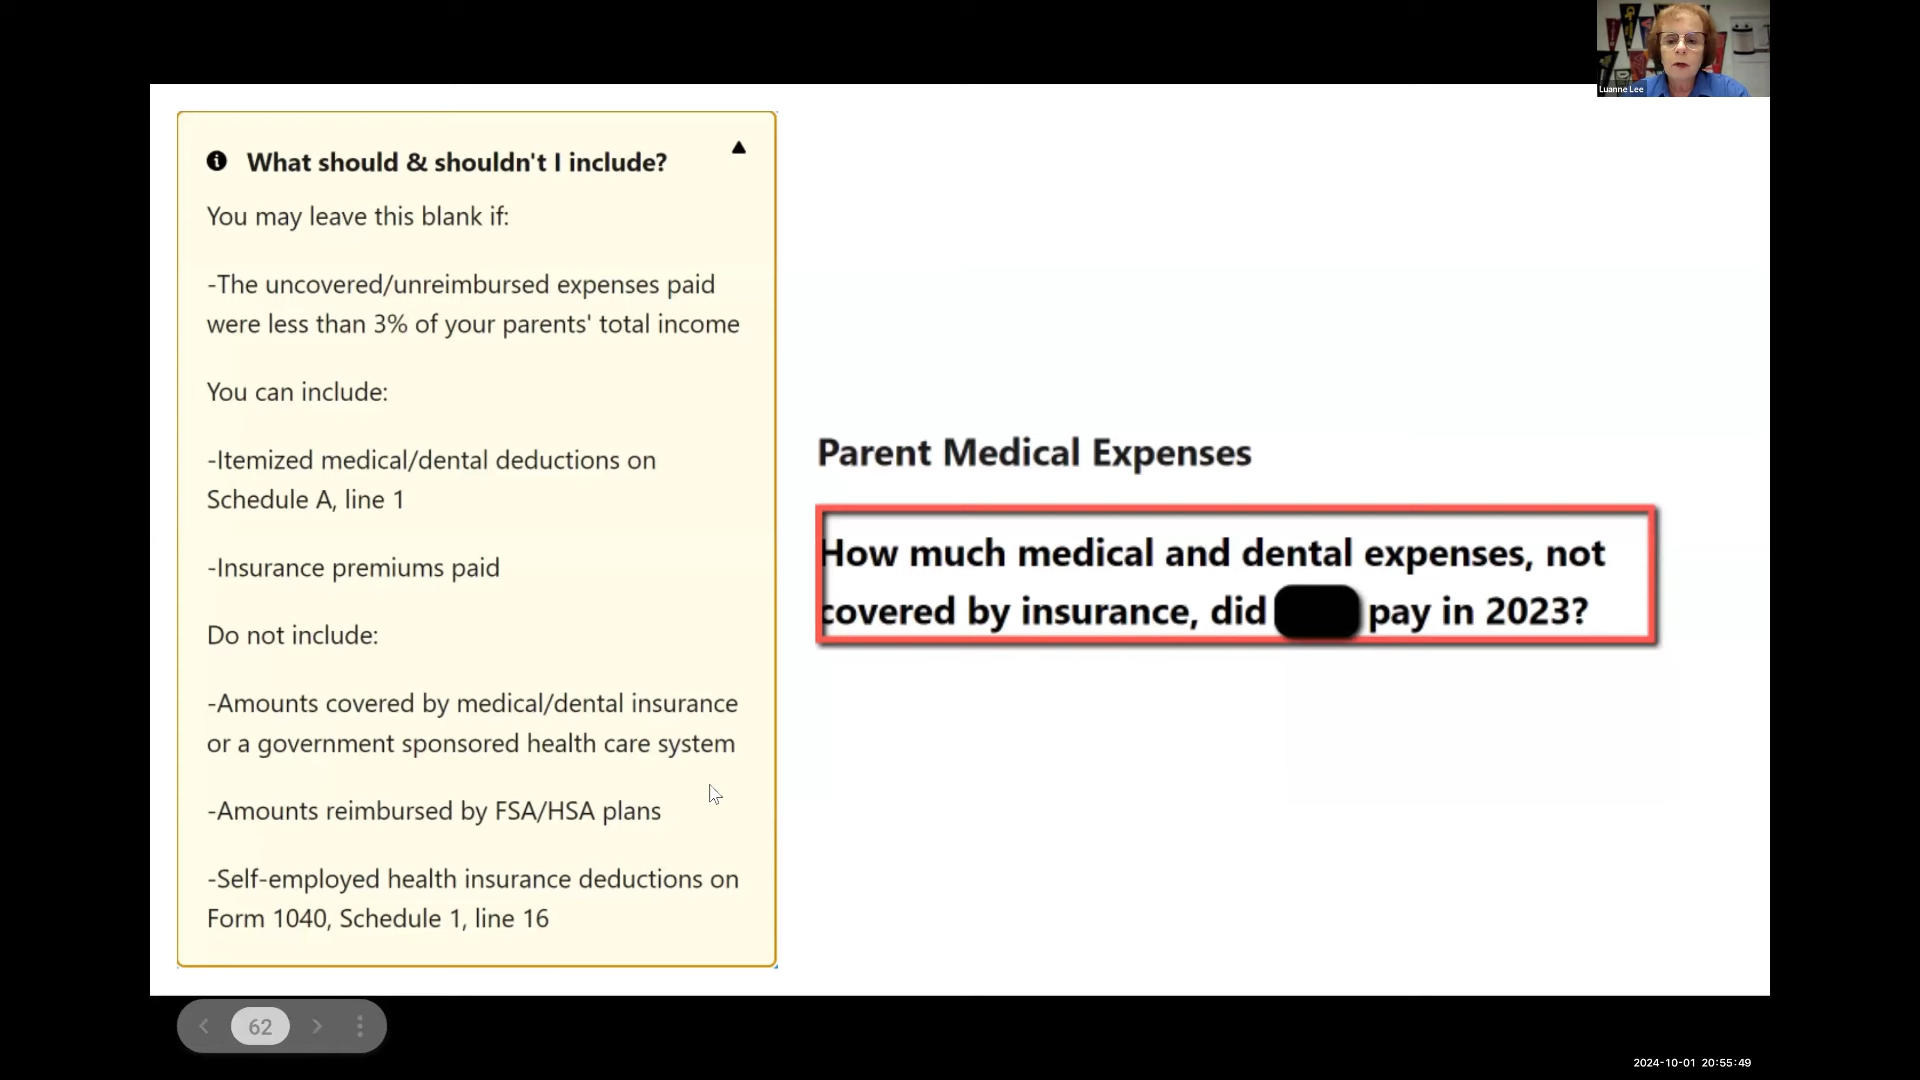 Luanne Lee
What should & shouldn't I include?
You may leave this blank if:
-The uncovered/unreimbursed expenses paid
were less than 3% of your parents' total income
You can include:
-Itemized medical/dental deductions on
Schedule A, line 1
-Insurance premiums paid
Do not include:
-Amounts covered by medical/dental insurance
or a government sponsored health care system
-Amounts reimbursed by FSA/HSA plans
-Self-employed health insurance deductions on
Form 1040, Schedule 1, line 16
Parent Medical Expenses
How much medical and dental expenses, not
covered by insurance, did pay in 2023?
62
2024-10-01 20:55:49